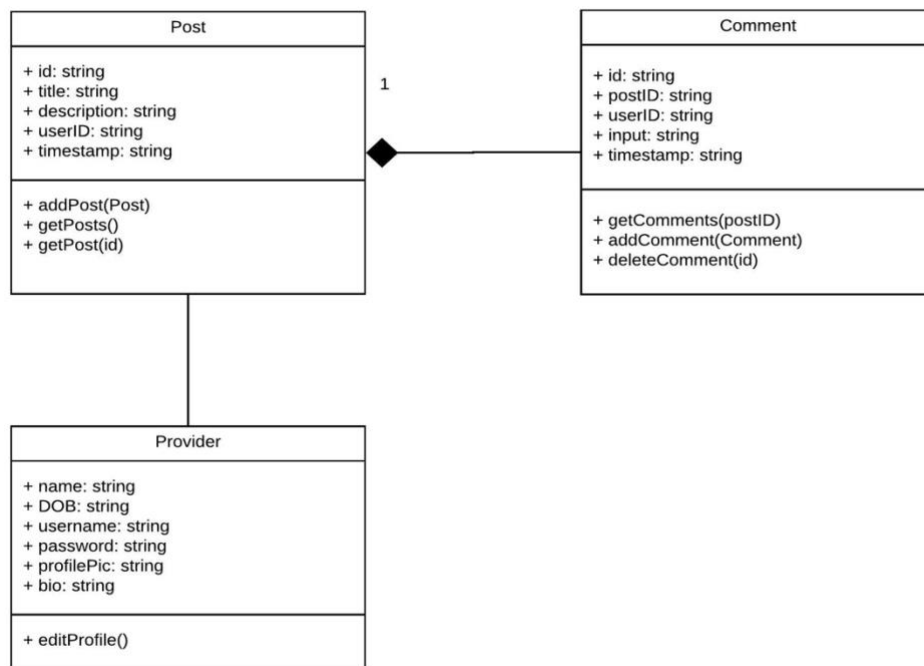 Post
+ id: string
+ title: string
+ description: string
+ userID: string
+ timestamp: string
+ addPost(Post)
+ getPosts()
+ getPost(id)
1
Comment
+ id: string
+ postID: string
+ userID: string
+ input: string
+ timestamp: string
+ getComments(postID)
+ addComment(Comment)
+ deleteComment(id)
Provider
+ name: string
+ DOB: string
+ username: string
+ password: string
+ profilePic: string
+ bio: string
+ editProfile()